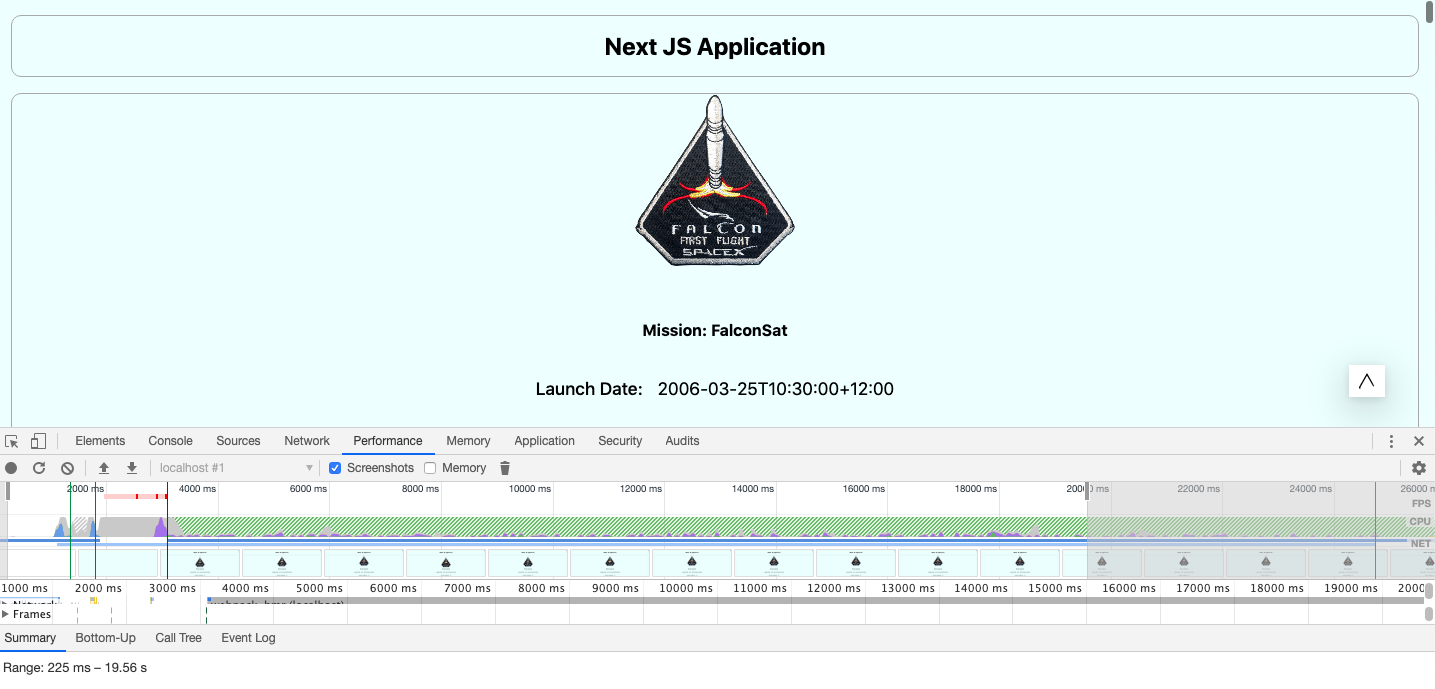 Next JS Application
FALCON
FIRST FLIGHT
SPACEX
Mission: FalconSat
Launch Date: 2006-03-25T10:30:00+12:00
Elements Console Sources Network Performance Memory Application Security Audits
localhost #1 Screenshots Memory
2000 ms 4000 ms 6000 ms 8000 ms 10000 ms 12000 ms 14000 ms 16000 ms 18000 ms 22000 ms 24000 ms 26000 m
FPS
CPU
NET
1000 ms 2000 ms 3000 ms 4000 ms 5000 ms 6000 ms 7000 ms 8000 ms 9000 ms 10000 ms 11000 ms 12000 ms 13000 ms 14000 ms 15000 ms 16000 ms 17000 ms 18000 ms 19000 ms 2000
Frames
Summary Bottom-Up Call Tree Event Log
Range: 225 ms – 19.56 s